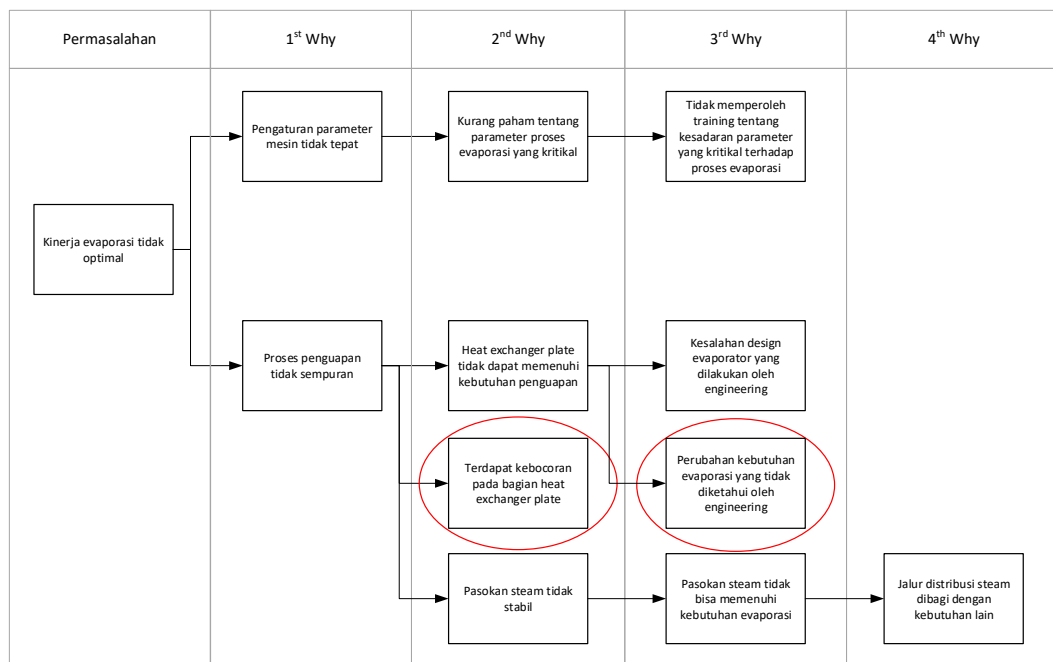 Permasalahan
1st Why
2nd Why
3rd Why
4th Why
Pengaturan parameter
mesin tidak tepat
Kurang paham tentang
parameter proses
evaporasi yang kritikal
Tidak memperoleh
training tentang
kesadaran parameter
yang kritikal terhadap
proses evaporasi
Kinerja evaporasi tidak
optimal
Proses penguapan
tidak sempuran
Heat exchanger plate
tidak dapat memenuhi
kebutuhan penguapan
Kesalahan design
evaporator yang
dilakukan oleh
engineering
Terdapat kebocoran
pada bagian heat
exchanger plate
Perubahan kebutuhan
evaporasi yang tidak
diketahui oleh
engineering
Pasokan steam tidak
stabil
Pasokan steam tidak
bisa memenuhi
kebutuhan evaporasi
Jalur distribusi steam
dibagi dengan
kebutuhan lain